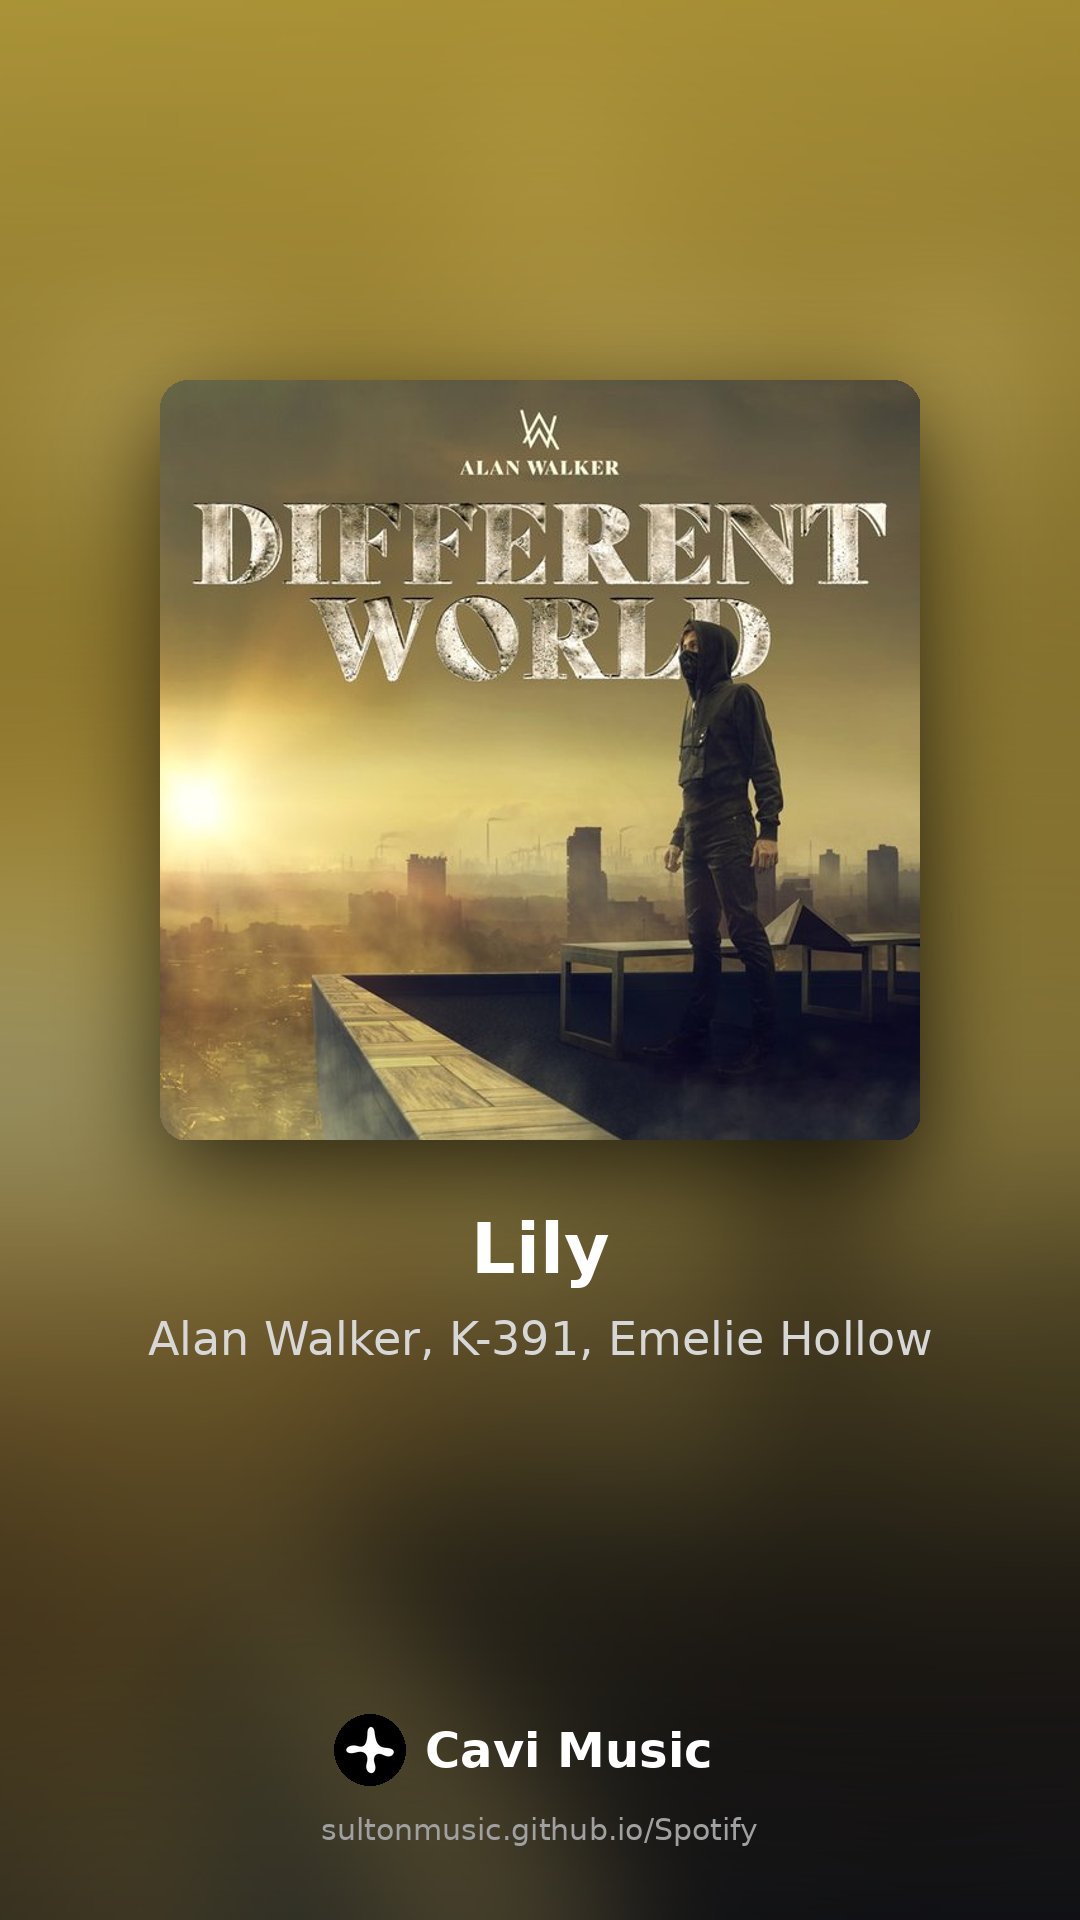 ALAN WALKER
DIFFERENT
WORLD
Lily
Alan Walker, K-391, Emelie Hollow
Cavi Music
sultonmusic.github.io/Spotify